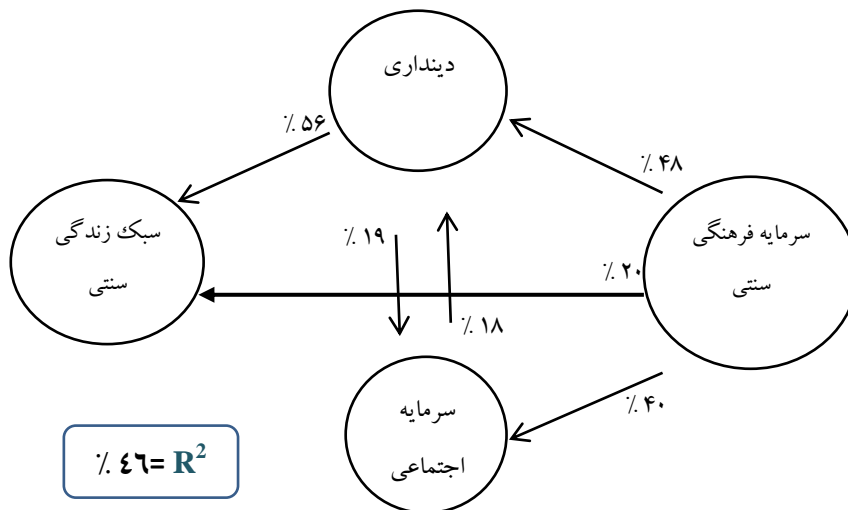 دینداری
٪ ۵۶
٪ ۴۸
سبک زندگی
سنتی
سرمایه فرهنگی
سنتی
٪ ۱۹
٪ ۲۰
٪ ۱۸
سرمایه
اجتماعی
٪ ۴۰
٪ ٤٦= R²